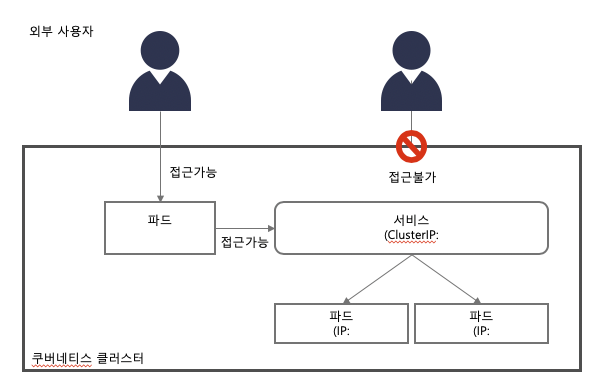 외부 사용자
접근가능
접근불가
파드
서비스
(ClusterIP:
접근가능
파드
(IP:
파드
(IP:
쿠버네티스 클러스터